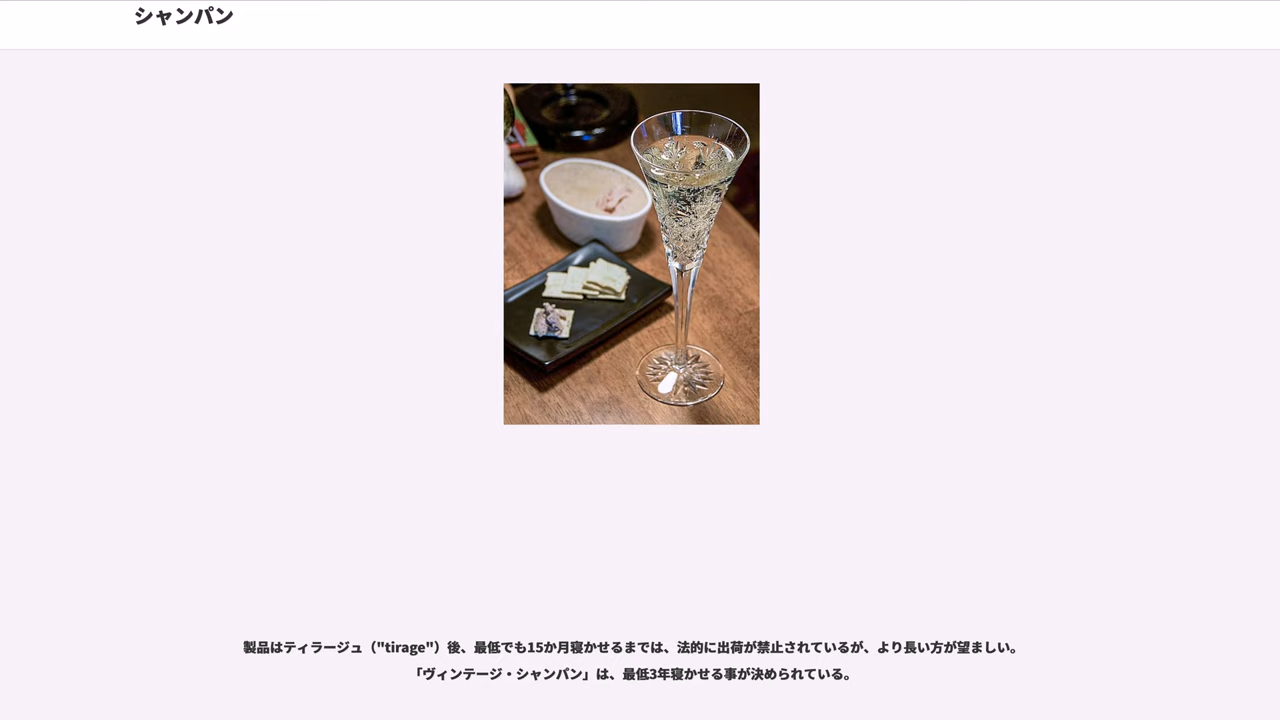 シャンパン
製品はティラージュ（"tirage"）後、最低でも15か月寝かせるまでは、法的に出荷が禁止されているが、より長い方が望ましい。
「ヴィンテージ・シャンパン」は、最低3年寝かせる事が決められている。